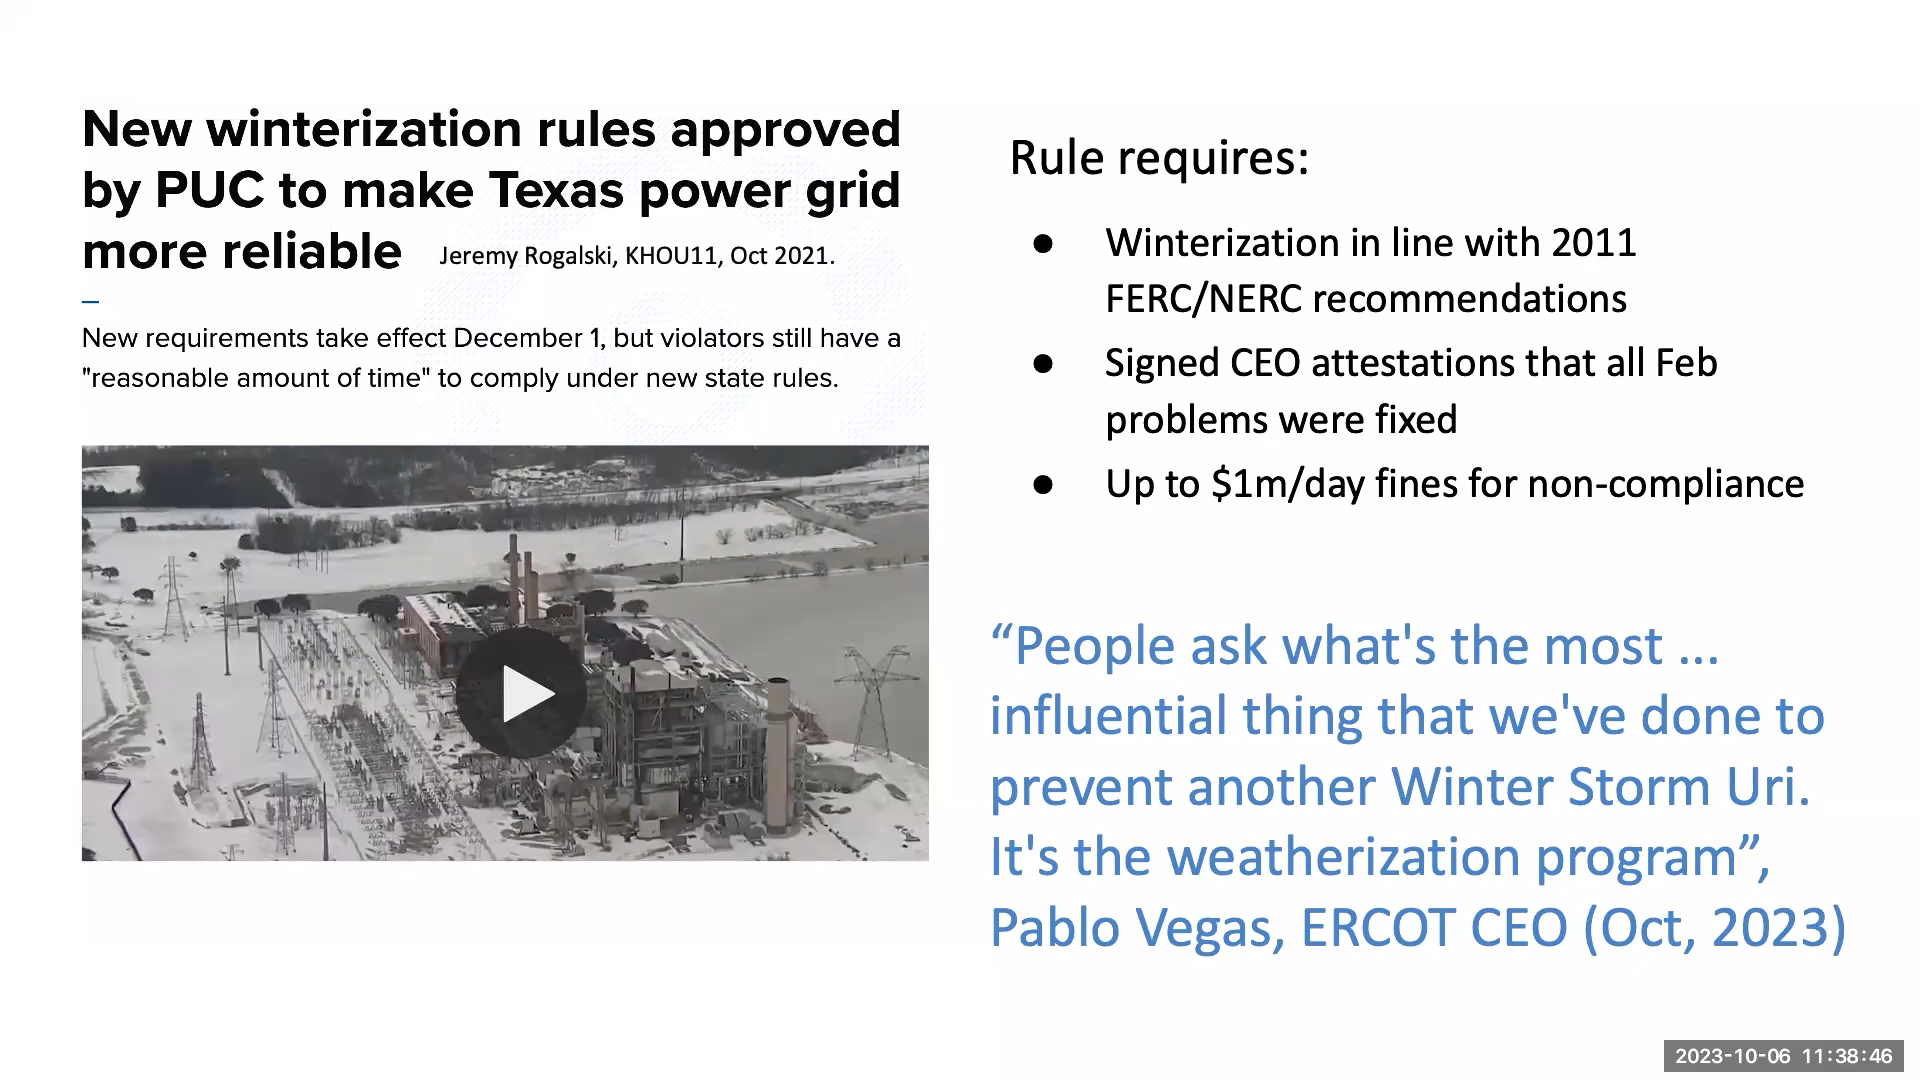 New winterization rules approved
by PUC to make Texas power grid
more reliable
Jeremy Rogalski, KHOU11, Oct 2021.
New requirements take effect December 1, but violators still have a
"reasonable amount of time" to comply under new state rules.
Rule requires:
● Winterization in line with 2011
FERC/NERC recommendations
● Signed CEO attestations that all Feb
problems were fixed
● Up to $1m/day fines for non-compliance
“People ask what's the most ...
influential thing that we've done to
prevent another Winter Storm Uri.
It's the weatherization program”,
Pablo Vegas, ERCOT CEO (Oct, 2023)
2023-10-06 11:38:46